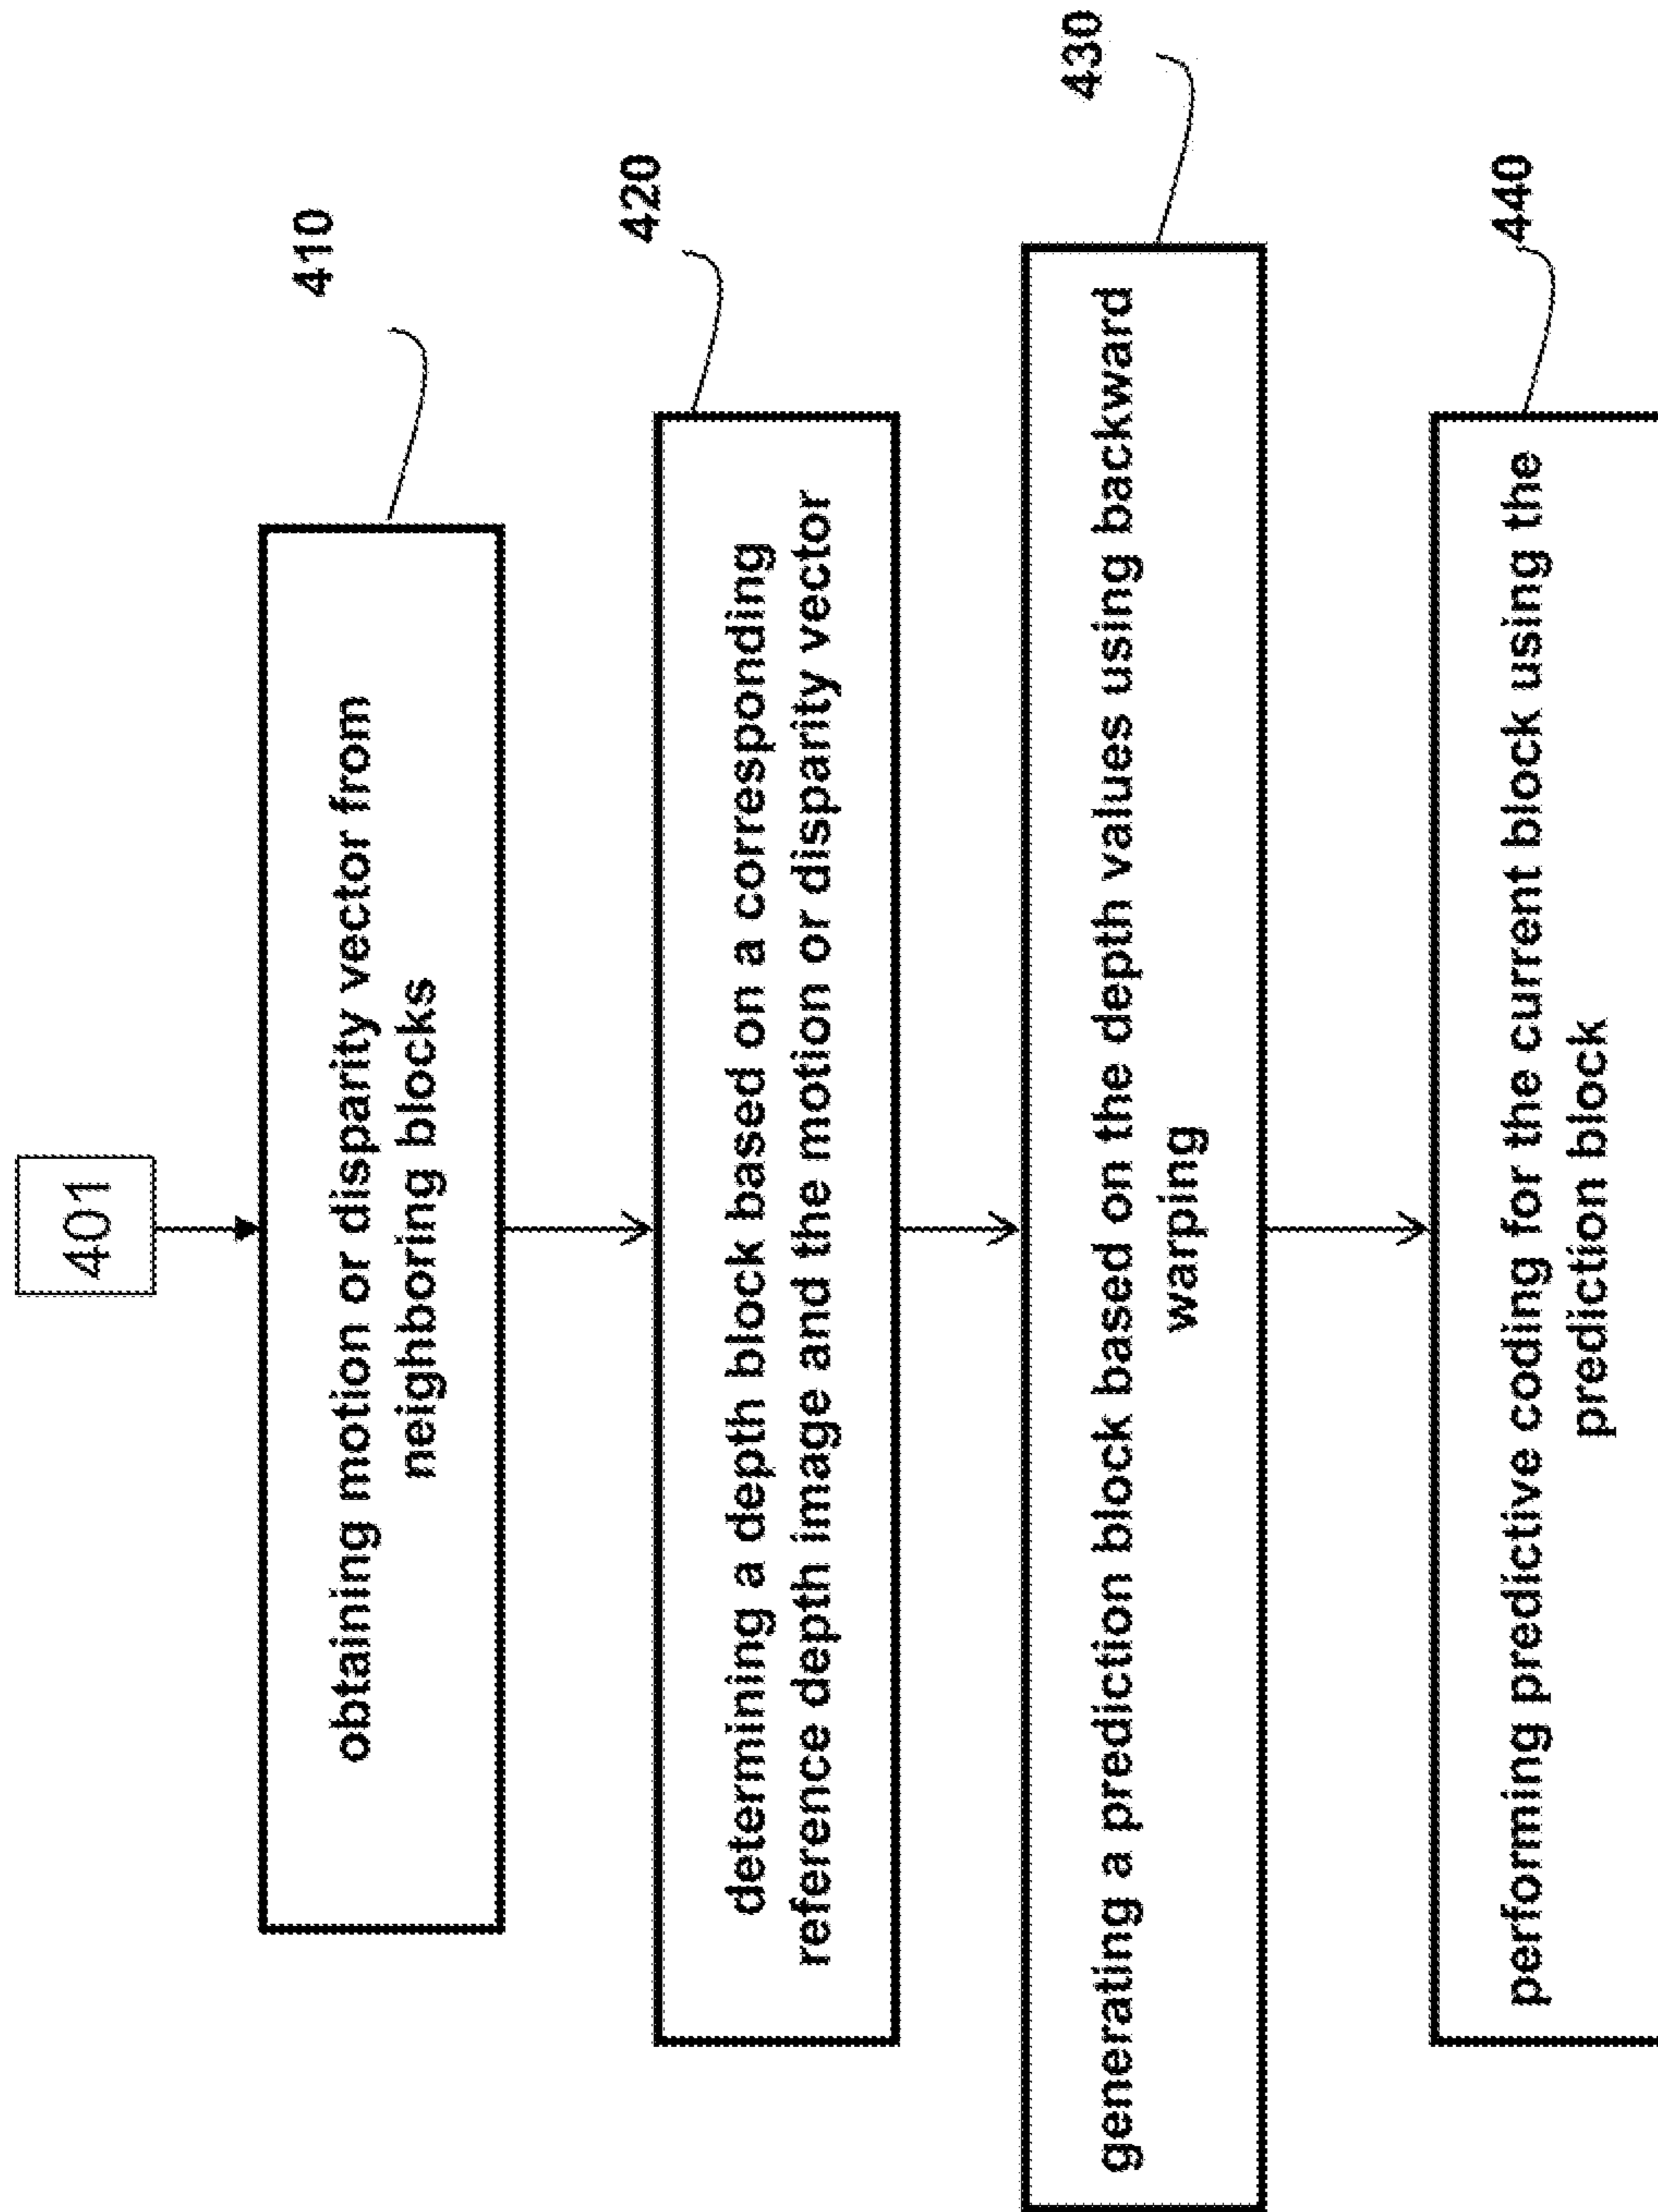 401
410
obtaining motion or disparity vector from
neighboring blocks
420
determining a depth block based on a corresponding
reference depth image and the motion or disparity vector
430
generating a prediction block based on the depth values using backward
warping
440
performing predictive coding for the current block using the
prediction block